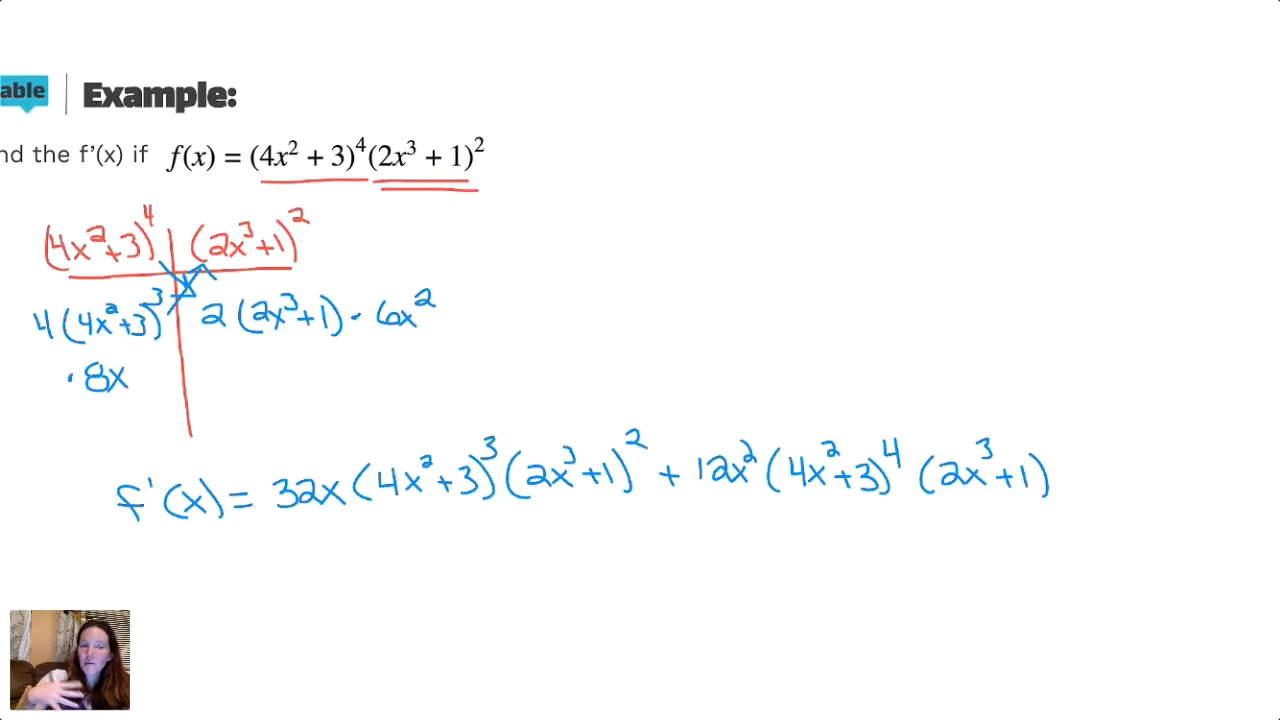 able
Example:
nd the f'(x) if f(x) = (4x² + 3)⁴(2x³ + 1)²
(4x²+3)⁴ (2x³+1)²
4(4x²+3)³ 2(2x³+1) · 6x²
· 8x
f'(x) = 32x(4x²+3)³(2x³+1)² + 12x²(4x²+3)⁴(2x³+1)